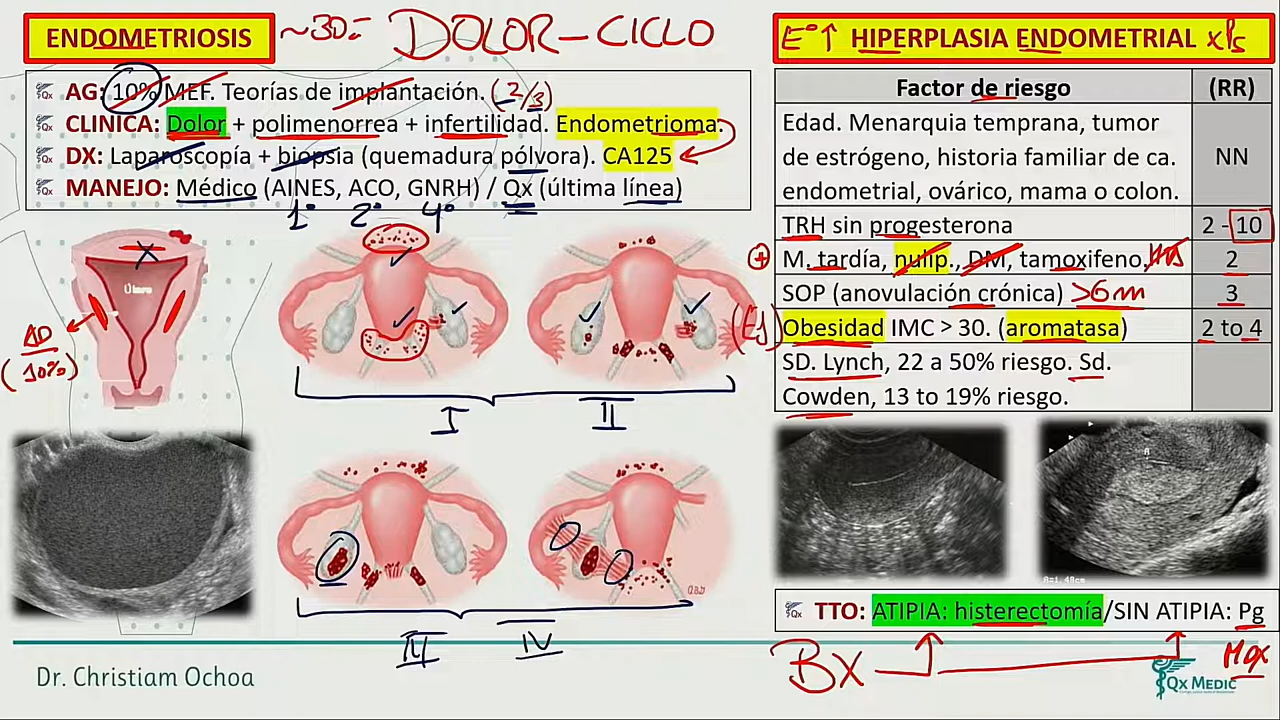 ENDOMETRIOSIS ~30= DOLOR-CICLO
AG: 10% MEF. Teorías de implantación. (2/3)
CLINICA: Dolor + polimenorrea + infertilidad. Endometrioma.
DX: Laparoscopía + biopsia (quemadura pólvora). CA125
MANEJO: Médico (AINES, ACO, GNRH) / Qx (última línea)
1° 2° 4°
Útero
AD
(10%)
I II
III IV
E°↑ HIPERPLASIA ENDOMETRIAL
Factor de riesgo (RR)
Edad. Menarquia temprana, tumor
de estrógeno, historia familiar de ca.
endometrial, ovárico, mama o colon.
NN
TRH sin progesterona 2 - 10
M. tardía, nulip., DM, tamoxifeno. 2
SOP (anovulación crónica) >6m 3
Obesidad IMC > 30. (aromatasa) 2 to 4
SD. Lynch, 22 a 50% riesgo. Sd.
Cowden, 13 to 19% riesgo.
A
A=1.48cm
TTO: ATIPIA: histerectomía/SIN ATIPIA: Pg
BX
Dr. Christiam Ochoa
Qx MEDIC